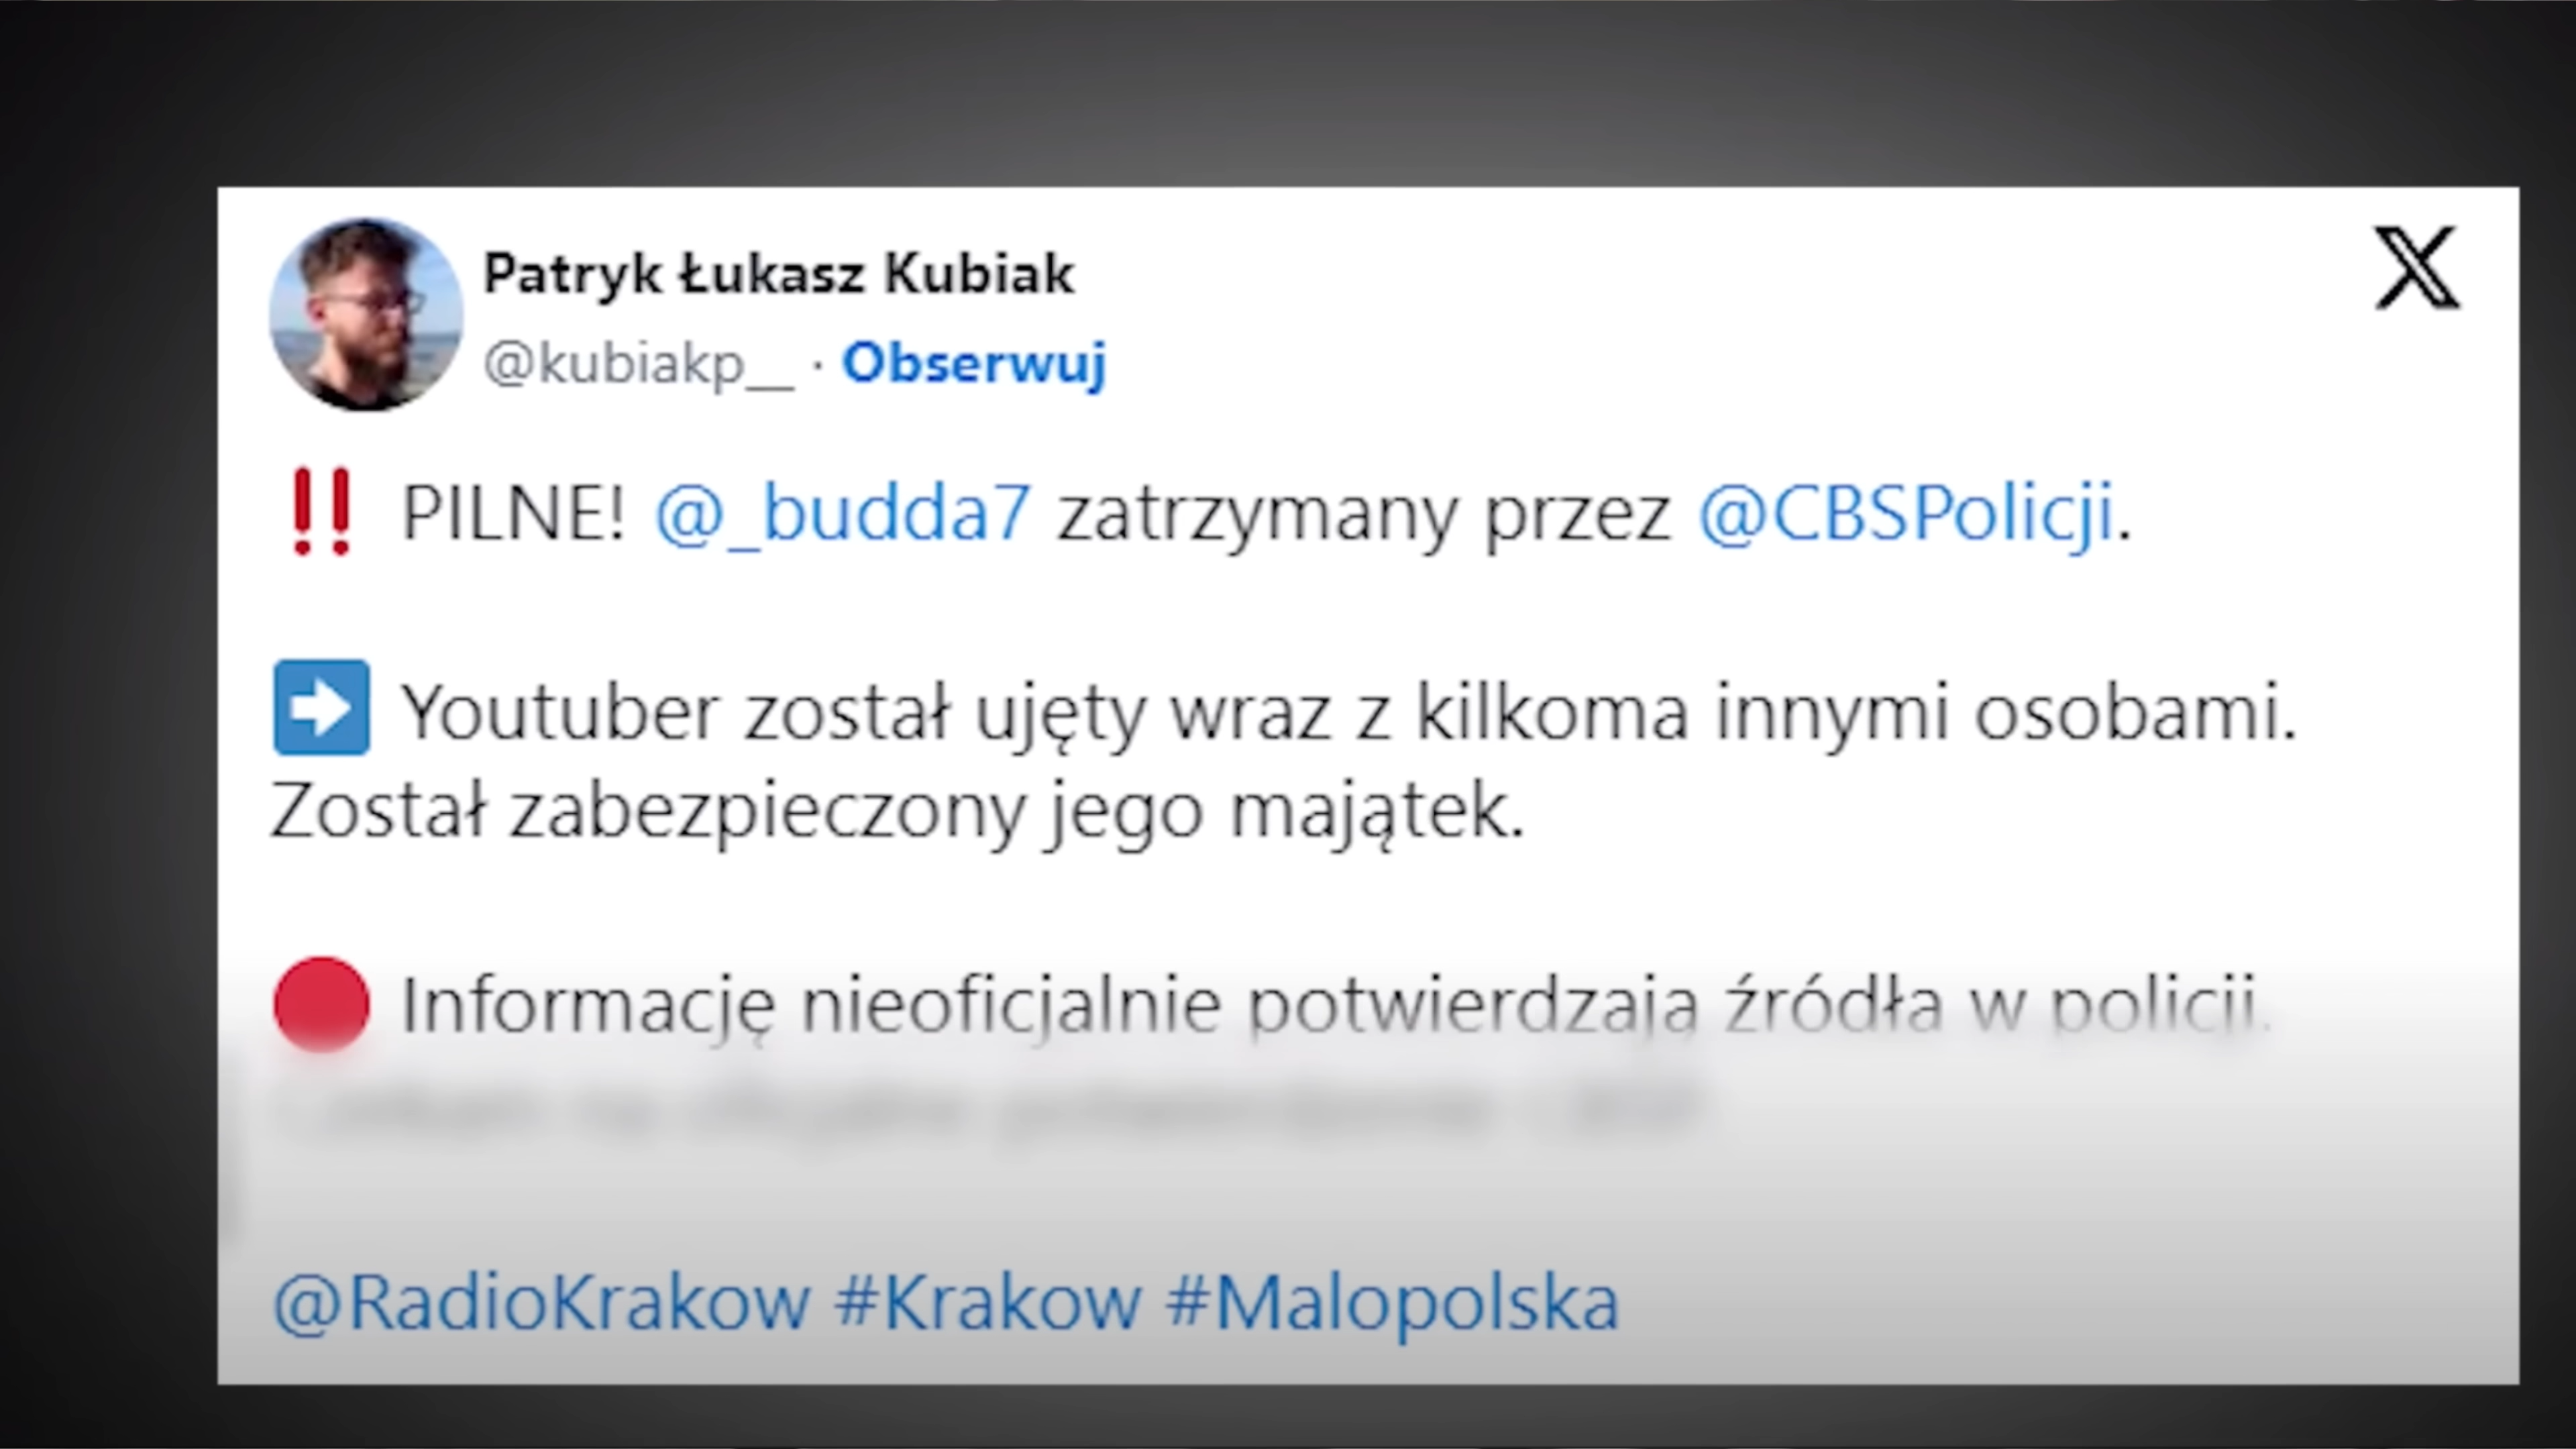 Patryk Łukasz Kubiak
@kubiakp__ · Obserwuj
‼ PILNE! @_budda7 zatrzymany przez @CBSPolicji.
➡ Youtuber został ujęty wraz z kilkoma innymi osobami.
Został zabezpieczony jego majątek.
🔴 Informację nieoficjalnie potwierdzają źródła w policji.
@RadioKrakow #Krakow #Malopolska